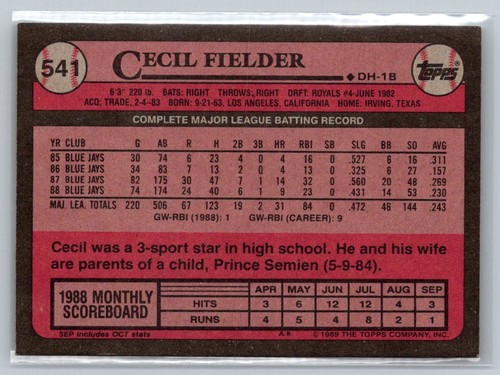 541
CECIL FIELDER
DH-1B
topps
6'3" 220 lb. BATS: RIGHT THROWS: RIGHT DRFT: ROYALS #4-JUNE 1982
ACQ: TRADE, 2-4-83 BORN: 9-21-63, LOS ANGELES, CALIFORNIA HOME: IRVING, TEXAS
COMPLETE MAJOR LEAGUE BATTING RECORD
YR CLUB G AB R H 2B 3B HR RBI SB SLG BB SO AVG
85 BLUE JAYS 30 74 6 23 4 0 4 16 0 .527 6 16 .311
86 BLUE JAYS 34 83 7 13 2 0 4 13 0 .325 6 27 .157
87 BLUE JAYS 82 175 30 47 7 1 14 32 0 .560 20 48 .269
88 BLUE JAYS 74 174 24 40 6 1 9 23 0 .431 14 53 .230
MAJ. LEA. TOTALS 220 506 67 123 19 2 31 84 0 .472 46 144 .243
GW-RBI (1988): 1 GW-RBI (CAREER): 9
Cecil was a 3-sport star in high school. He and his wife
are parents of a child, Prince Semien (5-9-84).
1988 MONTHLY
SCOREBOARD
APR MAY JUN JUL AUG SEP
HITS 3 6 12 12 4 3
RUNS 4 5 4 8 2 1
SEP includes OCT stats
A* © 1989 THE TOPPS COMPANY, INC.